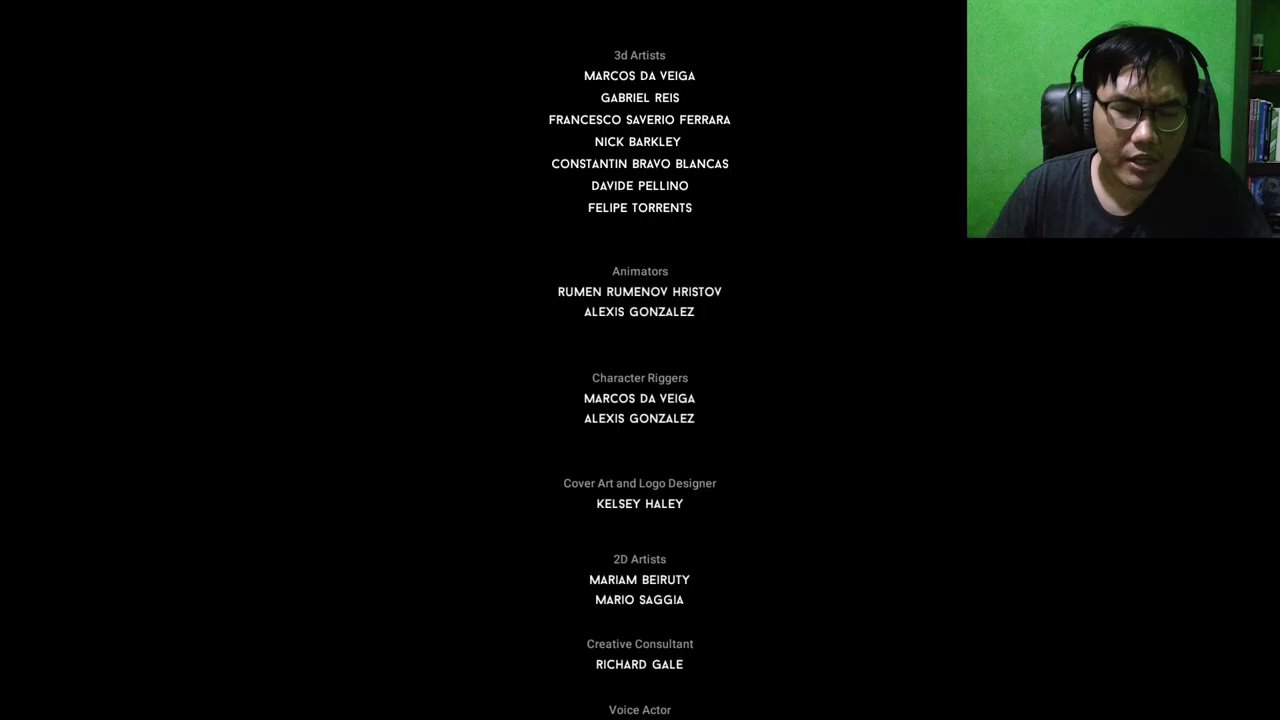 3d Artists
MARCOS DA VEIGA
GABRIEL REIS
FRANCESCO SAVERIO FERRARA
NICK BARKLEY
CONSTANTIN BRAVO BLANCAS
DAVIDE PELLINO
FELIPE TORRENTS
Animators
RUMEN RUMENOV HRISTOV
ALEXIS GONZALEZ
Character Riggers
MARCOS DA VEIGA
ALEXIS GONZALEZ
Cover Art and Logo Designer
KELSEY HALEY
2D Artists
MARIAM BEIRUTY
MARIO SAGGIA
Creative Consultant
RICHARD GALE
Voice Actor